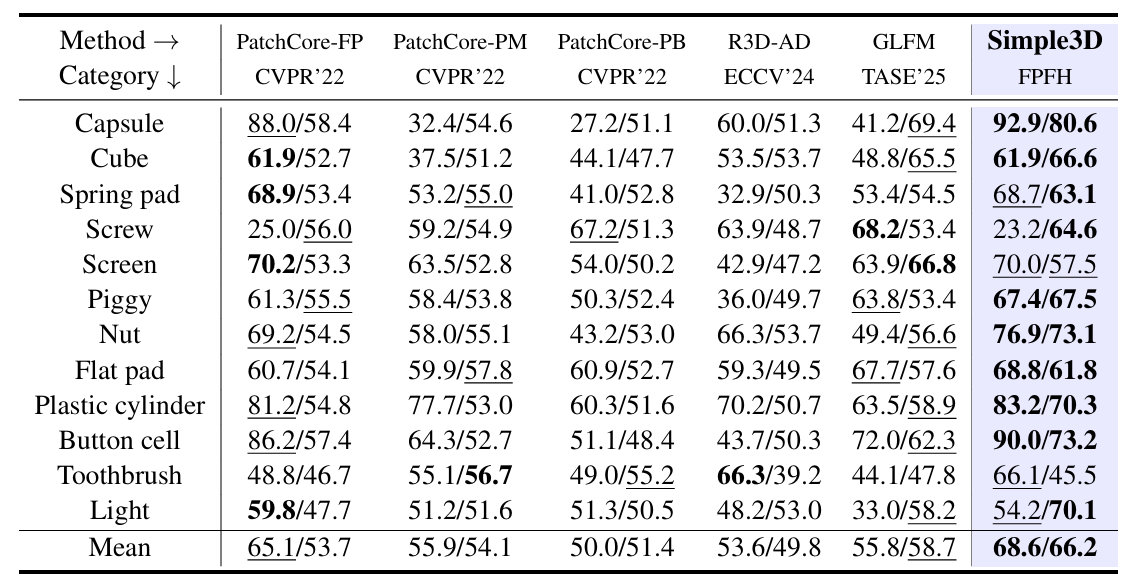 Method → PatchCore-FP PatchCore-PM PatchCore-PB R3D-AD GLFM Simple3D
Category ↓ CVPR’22 CVPR’22 CVPR’22 ECCV’24 TASE’25 FPFH
Capsule 88.0/58.4 32.4/54.6 27.2/51.1 60.0/51.3 41.2/69.4 92.9/80.6
Cube 61.9/52.7 37.5/51.2 44.1/47.7 53.5/53.7 48.8/65.5 61.9/66.6
Spring pad 68.9/53.4 53.2/55.0 41.0/52.8 32.9/50.3 53.4/54.5 68.7/63.1
Screw 25.0/56.0 59.2/54.9 67.2/51.3 63.9/48.7 68.2/53.4 23.2/64.6
Screen 70.2/53.3 63.5/52.8 54.0/50.2 42.9/47.2 63.9/66.8 70.0/57.5
Piggy 61.3/55.5 58.4/53.8 50.3/52.4 36.0/49.7 63.8/53.4 67.4/67.5
Nut 69.2/54.5 58.0/55.1 43.2/53.0 66.3/53.7 49.4/56.6 76.9/73.1
Flat pad 60.7/54.1 59.9/57.8 60.9/52.7 59.3/49.5 67.7/57.6 68.8/61.8
Plastic cylinder 81.2/54.8 77.7/53.0 60.3/51.6 70.2/50.7 63.5/58.9 83.2/70.3
Button cell 86.2/57.4 64.3/52.7 51.1/48.4 43.7/50.3 72.0/62.3 90.0/73.2
Toothbrush 48.8/46.7 55.1/56.7 49.0/55.2 66.3/39.2 44.1/47.8 66.1/45.5
Light 59.8/47.7 51.2/51.6 51.3/50.5 48.2/53.0 33.0/58.2 54.2/70.1
Mean 65.1/53.7 55.9/54.1 50.0/51.4 53.6/49.8 55.8/58.7 68.6/66.2